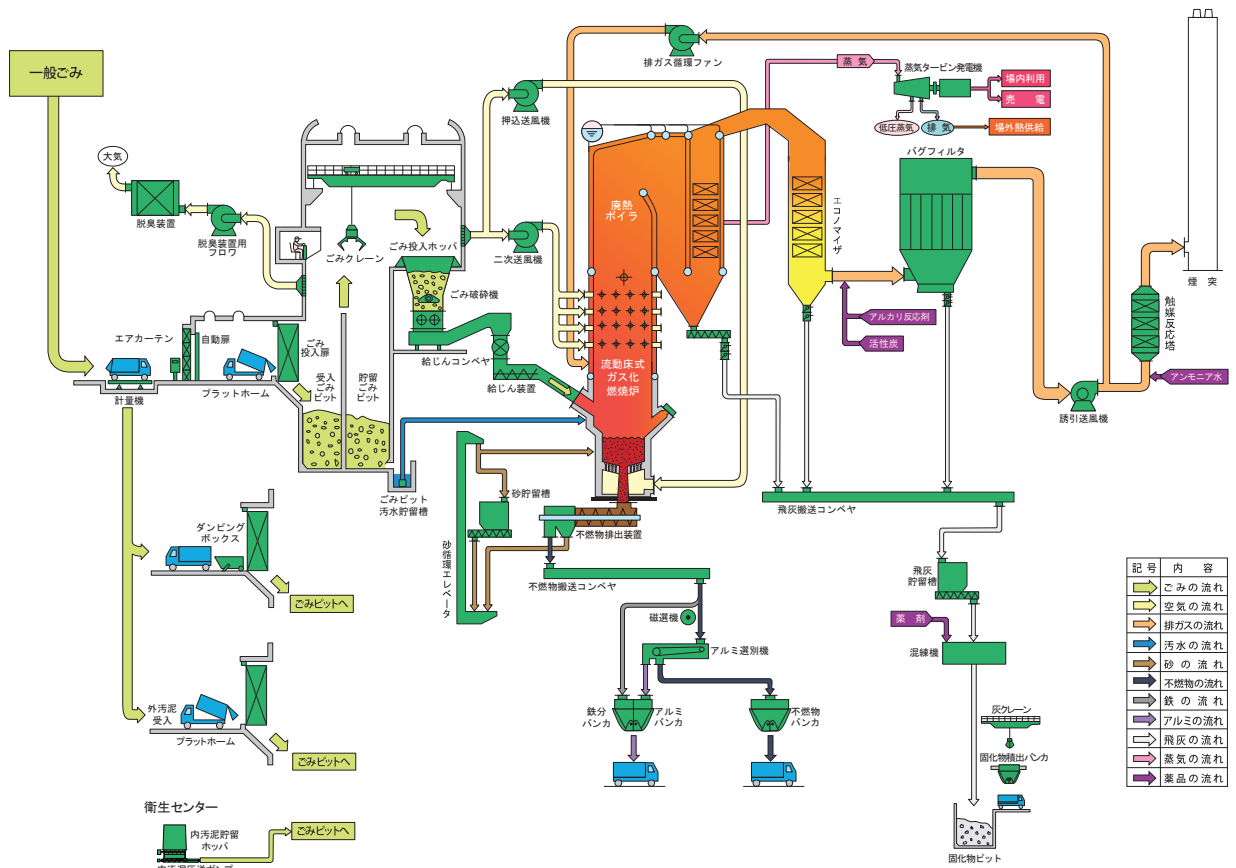 一般ごみ
排ガス循環ファン
蒸気
蒸気タービン発電機
場内利用
売電
低圧蒸気
排気
場外熱供給
押込送風機
大気
脱臭装置
脱臭装置用
ブロワ
ごみクレーン
ごみ投入ホッパ
二次送風機
廃熱
ボイラ
エコノマイザ
バグフィルタ
煙突
ごみ破砕機
アルカリ反応剤
活性炭
触媒反応塔
アンモニア水
誘引送風機
エアカーテン
自動扉
ごみ
投入扉
計量機
プラットホーム
受入
ごみ
ピット
貯留
ごみ
ピット
給じんコンベヤ
給じん装置
流動床式
ガス化
燃焼炉
ごみピット
汚水貯留槽
砂貯留槽
砂循環エレベータ
不燃物排出装置
不燃物搬送コンベヤ
飛灰搬送コンベヤ
ダンピング
ボックス
ごみピットへ
磁選機
アルミ選別機
飛灰
貯留槽
薬剤
混練機
外汚泥
受入
プラットホーム
ごみピットへ
鉄分
バンカ
アルミ
バンカ
不燃物
バンカ
灰クレーン
固化物積出バンカ
固化物ピット
衛生センター
内汚泥貯留
ホッパ
内汚泥圧送ポンプ
ごみピットへ
記号 内容
ごみの流れ
空気の流れ
排ガスの流れ
汚水の流れ
砂の流れ
不燃物の流れ
鉄の流れ
アルミの流れ
飛灰の流れ
蒸気の流れ
薬品の流れ